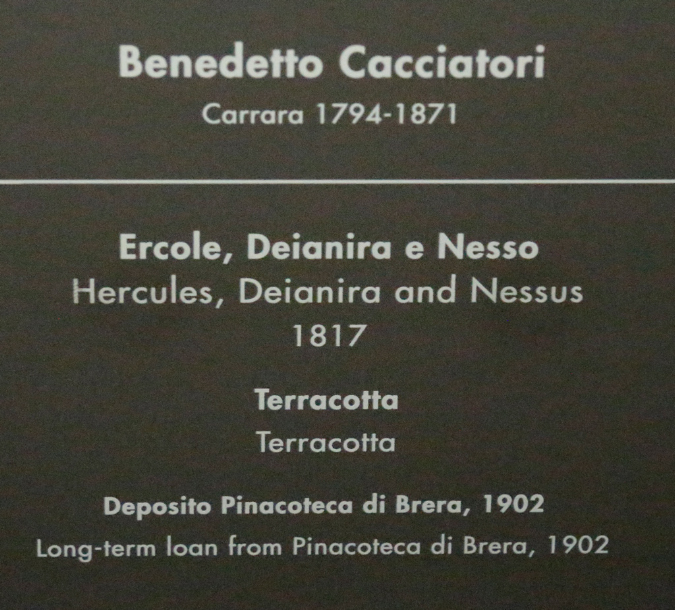 Benedetto Cacciatori
Carrara 1794-1871
Ercole, Deianira e Nesso
Hercules, Deianira and Nessus
1817
Terracotta
Terracotta
Deposito Pinacoteca di Brera, 1902
Long-term loan from Pinacoteca di Brera, 1902